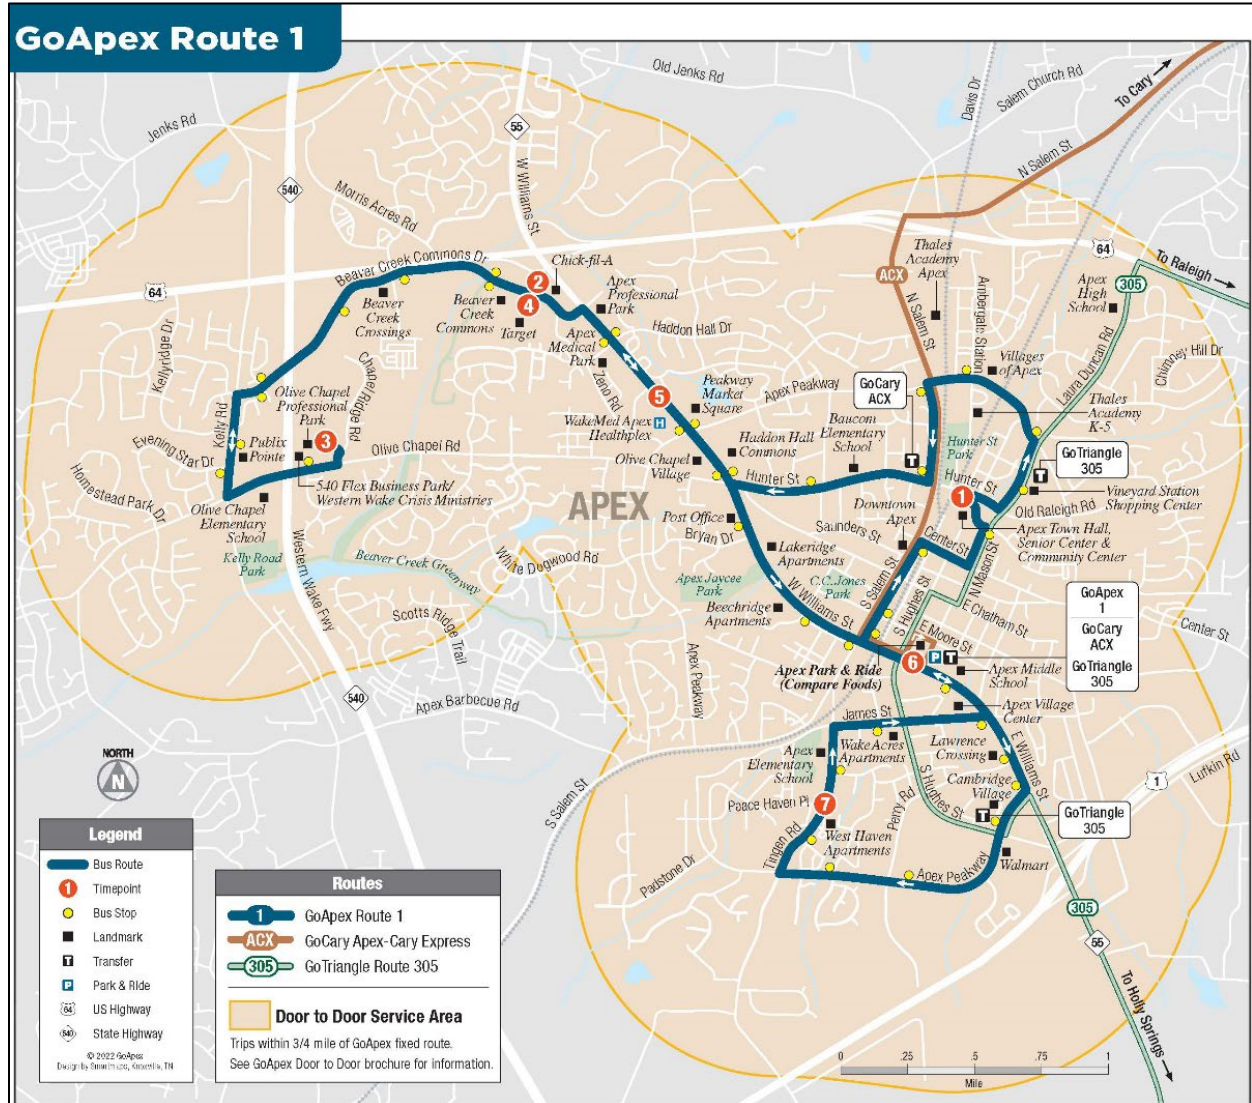 GoApex Route 1
Old Jenks Rd
Davis Dr
Salem Church Rd
To Cary
Jenks Rd
55
W Williams St
N Salem St
540
Morris Acres Rd
64
To Raleigh
Thales
Academy
Apex
ACX
N Salem St
Ambergate Station
Apex
High
School
305
Beaver Creek Commons Dr
Chick-fil-A
2
4
64
Beaver
Creek
Crossings
Beaver
Creek
Commons
Target
Apex
Professional
Park
Apex
Medical
Park
Haddon Hall Dr
Villages
of Apex
Laura Duncan Rd
Chimney Hill Dr
Kellyridge Dr
Chapel Ridge Rd
Zeno Rd
5
Peakway
Market
Square
Apex Peakway
GoCary
ACX
Thales
Academy
K-5
Olive Chapel
Professional
Park
3
Kelly Rd
WakeMed Apex
Healthplex
H
Haddon Hall
Commons
Baucom
Elementary
School
Hunter St
Park
GoTriangle
305
Evening Star Dr
Publix
Pointe
Olive Chapel Rd
Olive Chapel
Village
Hunter St
T
Hunter St
1
T
Vineyard Station
Shopping Center
Homestead Park Dr
540 Flex Business Park/
Western Wake Crisis Ministries
APEX
Downtown
Apex
Old Raleigh Rd
Olive Chapel
Elementary
School
Post Office
Bryan Dr
Saunders St
Center St
Apex Town Hall,
Senior Center &
Community Center
Kelly Road
Park
Western Wake Fwy
Beaver Creek Greenway
White Dogwood Rd
Lakeridge
Apartments
S Salem St
S Hughes St
N Mason St
Apex Jaycee
Park
C.C. Jones
Park
E Chatham St
GoApex
1
GoCary
ACX
GoTriangle
305
Center St
Scotts Ridge Trail
Beechridge
Apartments
W Williams St
E Moore St
Apex Peakway
Apex Park & Ride
(Compare Foods)
6
P
T
Apex Middle
School
540
Apex Barbecue Rd
James St
Apex Village
Center
NORTH
N
Apex
Elementary
School
Wake Acres
Apartments
Lawrence
Crossing
E Williams St
1
Lufkin Rd
S Salem St
Peace Haven Pl
7
Perry Rd
S Hughes St
Cambridge
Village
T
GoTriangle
305
Tingen Rd
West Haven
Apartments
Walmart
Padstone Dr
Apex Peakway
305
55
To Holly Springs
Legend
Bus Route
1 Timepoint
Bus Stop
Landmark
T Transfer
P Park & Ride
64 US Highway
540 State Highway
© 2022 GoApex
Routes
1 GoApex Route 1
ACX GoCary Apex-Cary Express
305 GoTriangle Route 305
Door to Door Service Area
Trips within 3/4 mile of GoApex fixed route.
See GoApex Door to Door brochure for information.
0 .25 .5 .75 1
Mile